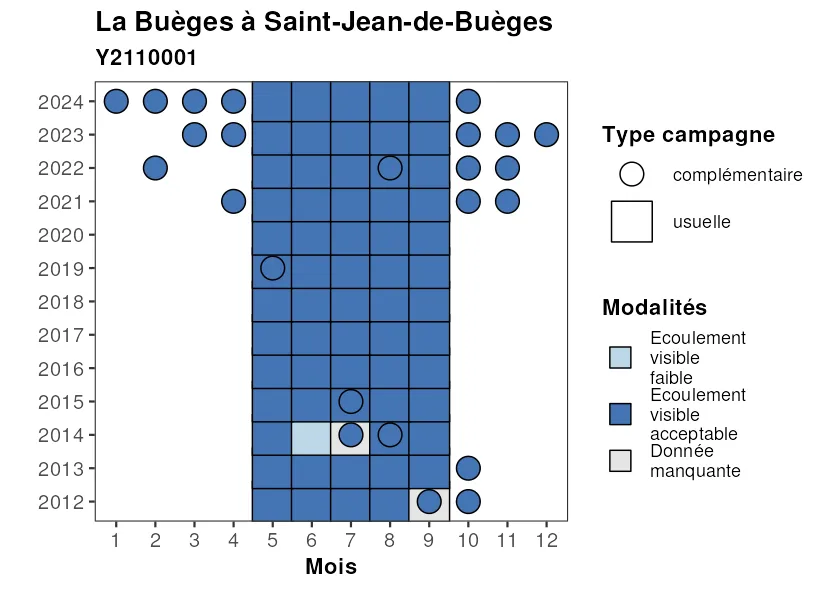 La Buèges à Saint-Jean-de-Buèges
Y2110001
2024
2023
2022
2021
2020
2019
2018
2017
2016
2015
2014
2013
2012
1 2 3 4 5 6 7 8 9 10 11 12
Mois
Type campagne
complémentaire
usuelle
Modalités
Ecoulement
visible
faible
Ecoulement
visible
acceptable
Donnée
manquante